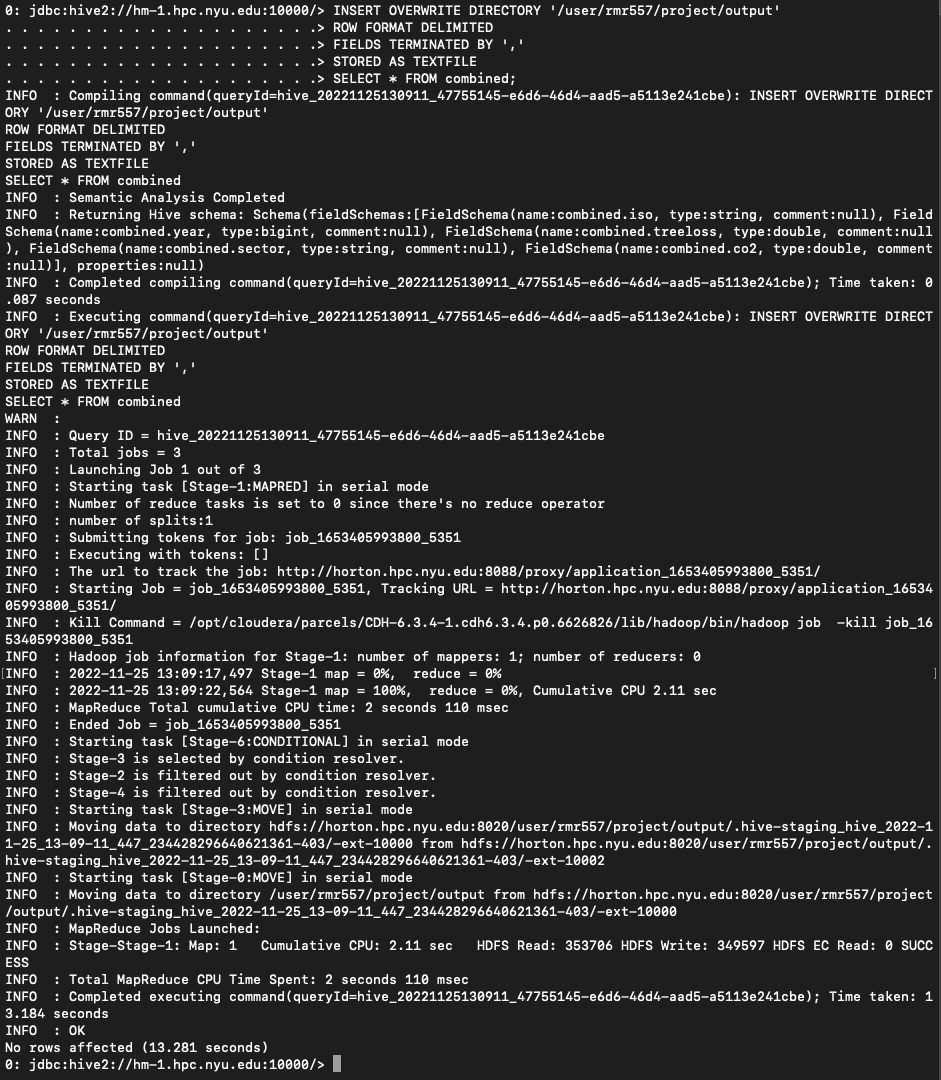 0: jdbc:hive2://hm-1.hpc.nyu.edu:10000/> INSERT OVERWRITE DIRECTORY '/user/rmr557/project/output'
. . . . . . . . . . . . . . . . . . . .> ROW FORMAT DELIMITED
. . . . . . . . . . . . . . . . . . . .> FIELDS TERMINATED BY ','
. . . . . . . . . . . . . . . . . . . .> STORED AS TEXTFILE
. . . . . . . . . . . . . . . . . . . .> SELECT * FROM combined;
INFO  : Compiling command(queryId=hive_20221125130911_47755145-e6d6-46d4-aad5-a5113e241cbe): INSERT OVERWRITE DIRECT
ORY '/user/rmr557/project/output'
ROW FORMAT DELIMITED
FIELDS TERMINATED BY ','
STORED AS TEXTFILE
SELECT * FROM combined
INFO  : Semantic Analysis Completed
INFO  : Returning Hive schema: Schema(fieldSchemas:[FieldSchema(name:combined.iso, type:string, comment:null), Field
Schema(name:combined.year, type:bigint, comment:null), FieldSchema(name:combined.treeloss, type:double, comment:null
), FieldSchema(name:combined.sector, type:string, comment:null), FieldSchema(name:combined.co2, type:double, comment
:null)], properties:null)
INFO  : Completed compiling command(queryId=hive_20221125130911_47755145-e6d6-46d4-aad5-a5113e241cbe); Time taken: 0
.087 seconds
INFO  : Executing command(queryId=hive_20221125130911_47755145-e6d6-46d4-aad5-a5113e241cbe): INSERT OVERWRITE DIRECT
ORY '/user/rmr557/project/output'
ROW FORMAT DELIMITED
FIELDS TERMINATED BY ','
STORED AS TEXTFILE
SELECT * FROM combined
WARN  :
INFO  : Query ID = hive_20221125130911_47755145-e6d6-46d4-aad5-a5113e241cbe
INFO  : Total jobs = 3
INFO  : Launching Job 1 out of 3
INFO  : Starting task [Stage-1:MAPRED] in serial mode
INFO  : Number of reduce tasks is set to 0 since there's no reduce operator
INFO  : number of splits:1
INFO  : Submitting tokens for job: job_1653405993800_5351
INFO  : Executing with tokens: []
INFO  : The url to track the job: http://horton.hpc.nyu.edu:8088/proxy/application_1653405993800_5351/
INFO  : Starting Job = job_1653405993800_5351, Tracking URL = http://horton.hpc.nyu.edu:8088/proxy/application_16534
05993800_5351/
INFO  : Kill Command = /opt/cloudera/parcels/CDH-6.3.4-1.cdh6.3.4.p0.6626826/lib/hadoop/bin/hadoop job  -kill job_16
53405993800_5351
INFO  : Hadoop job information for Stage-1: number of mappers: 1; number of reducers: 0
INFO  : 2022-11-25 13:09:17,497 Stage-1 map = 0%,  reduce = 0%
INFO  : 2022-11-25 13:09:22,564 Stage-1 map = 100%,  reduce = 0%, Cumulative CPU 2.11 sec
INFO  : MapReduce Total cumulative CPU time: 2 seconds 110 msec
INFO  : Ended Job = job_1653405993800_5351
INFO  : Starting task [Stage-6:CONDITIONAL] in serial mode
INFO  : Stage-3 is selected by condition resolver.
INFO  : Stage-2 is filtered out by condition resolver.
INFO  : Stage-4 is filtered out by condition resolver.
INFO  : Starting task [Stage-3:MOVE] in serial mode
INFO  : Moving data to directory hdfs://horton.hpc.nyu.edu:8020/user/rmr557/project/output/.hive-staging_hive_2022-1
1-25_13-09-11_447_234428296640621361-403/-ext-10000 from hdfs://horton.hpc.nyu.edu:8020/user/rmr557/project/output/.
hive-staging_hive_2022-11-25_13-09-11_447_234428296640621361-403/-ext-10002
INFO  : Starting task [Stage-0:MOVE] in serial mode
INFO  : Moving data to directory /user/rmr557/project/output from hdfs://horton.hpc.nyu.edu:8020/user/rmr557/project
/output/.hive-staging_hive_2022-11-25_13-09-11_447_234428296640621361-403/-ext-10000
INFO  : MapReduce Jobs Launched:
INFO  : Stage-Stage-1: Map: 1   Cumulative CPU: 2.11 sec   HDFS Read: 353706 HDFS Write: 349597 HDFS EC Read: 0 SUCC
ESS
INFO  : Total MapReduce CPU Time Spent: 2 seconds 110 msec
INFO  : Completed executing command(queryId=hive_20221125130911_47755145-e6d6-46d4-aad5-a5113e241cbe); Time taken: 1
3.184 seconds
INFO  : OK
No rows affected (13.281 seconds)
0: jdbc:hive2://hm-1.hpc.nyu.edu:10000/>